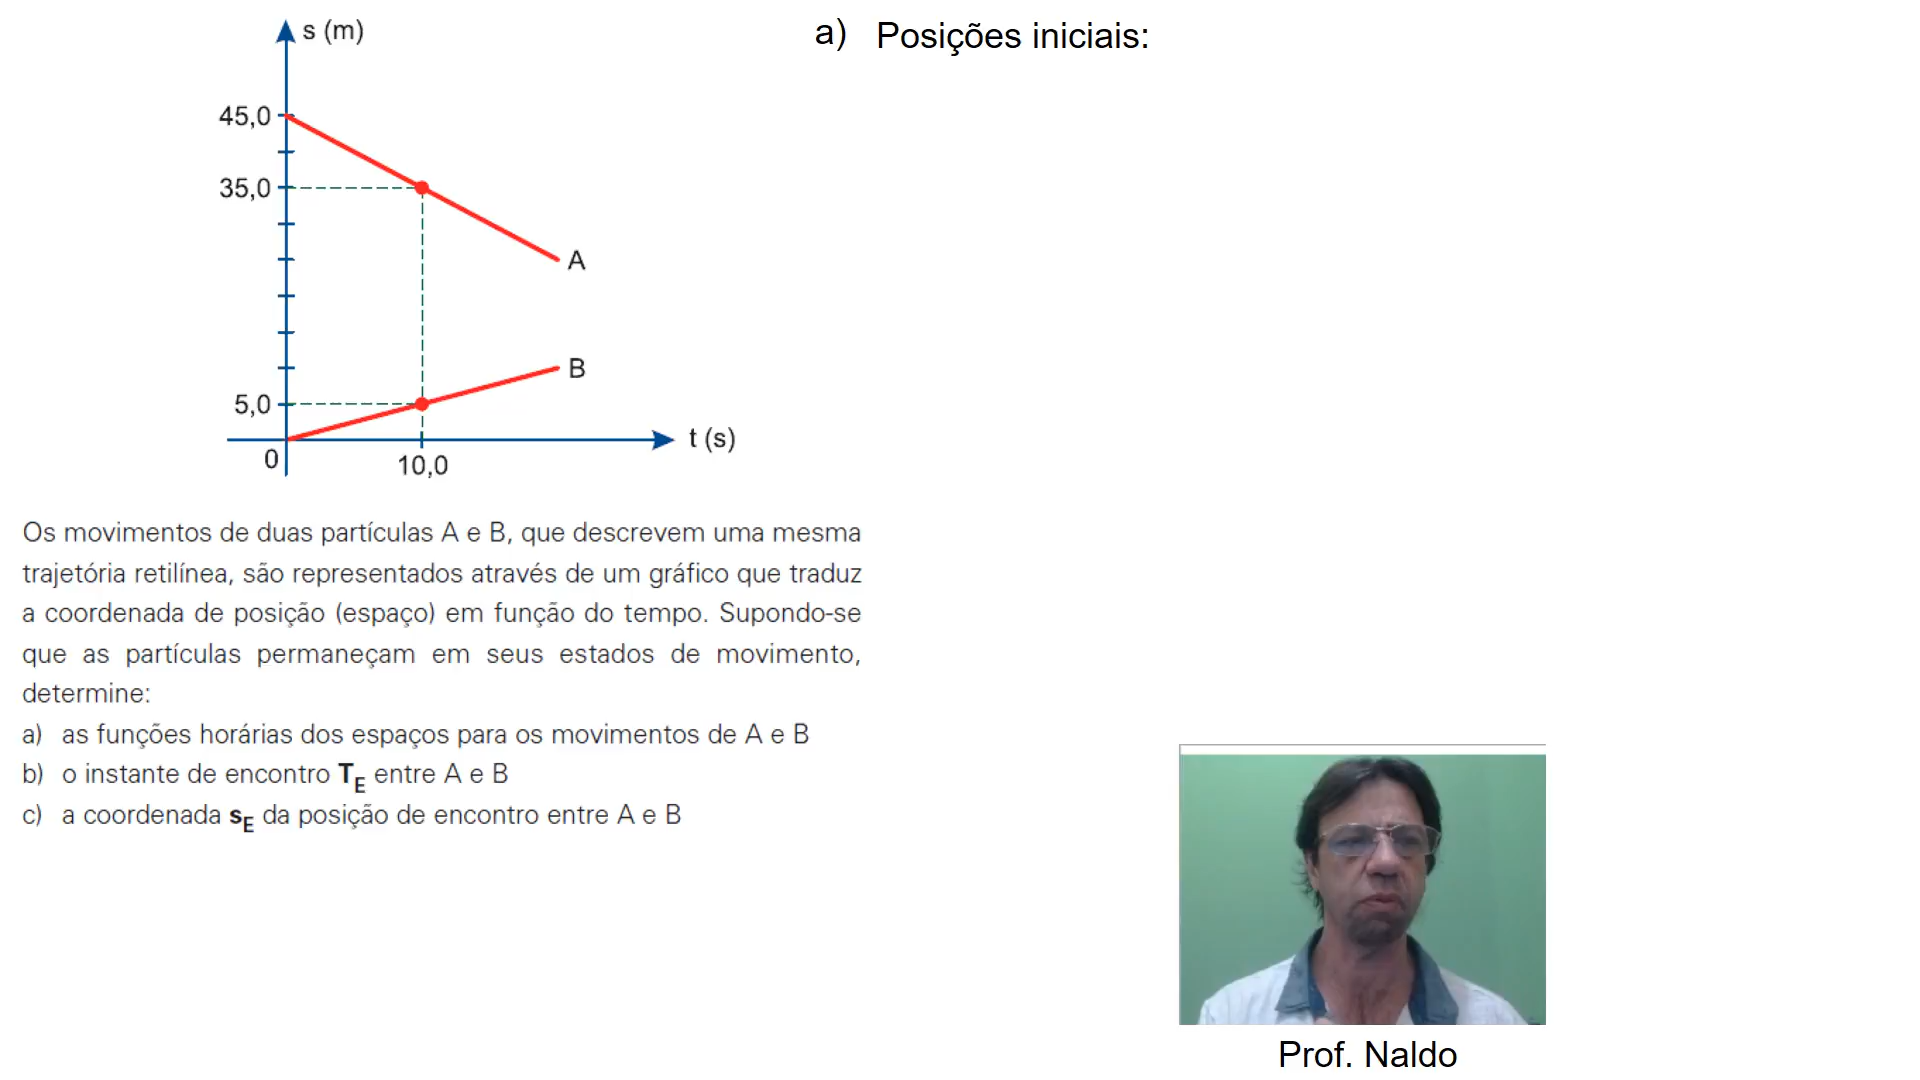 s (m)
a) Posições iniciais:
45,0
35,0
A
B
5,0
t (s)
0
10,0
Os movimentos de duas partículas A e B, que descrevem uma mesma
trajetória retilínea, são representados através de um gráfico que traduz
a coordenada de posição (espaço) em função do tempo. Supondo-se
que as partículas permaneçam em seus estados de movimento,
determine:
a) as funções horárias dos espaços para os movimentos de A e B
b) o instante de encontro TE entre A e B
c) a coordenada sE da posição de encontro entre A e B
Prof. Naldo